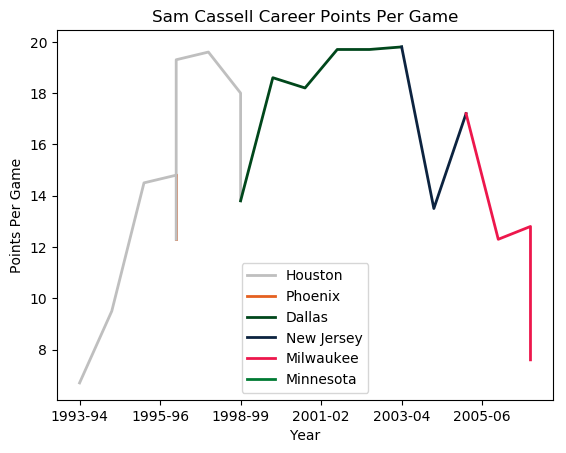 Sam Cassell Career Points Per Game
Points Per Game
20
18
16
14
12
10
8
Houston
Phoenix
Dallas
New Jersey
Milwaukee
Minnesota
1993-94 1995-96 1998-99 2001-02 2003-04 2005-06
Year